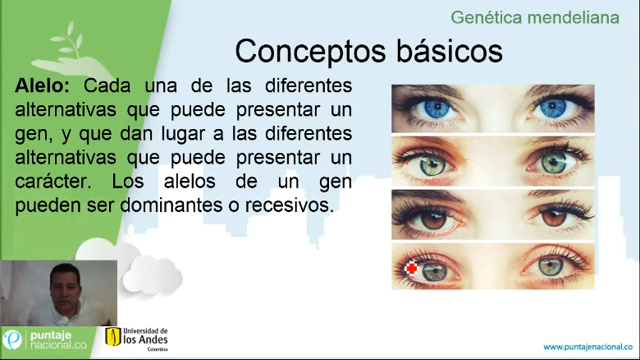 Genética mendeliana
Conceptos básicos
Alelo: Cada una de las diferentes
alternativas que puede presentar un
gen, y que dan lugar a las diferentes
alternativas que puede presentar un
carácter. Los alelos de un gen
pueden ser dominantes o recesivos.
puntaje
nacional.co
Universidad de
los Andes
Colombia
www.puntajenacional.co